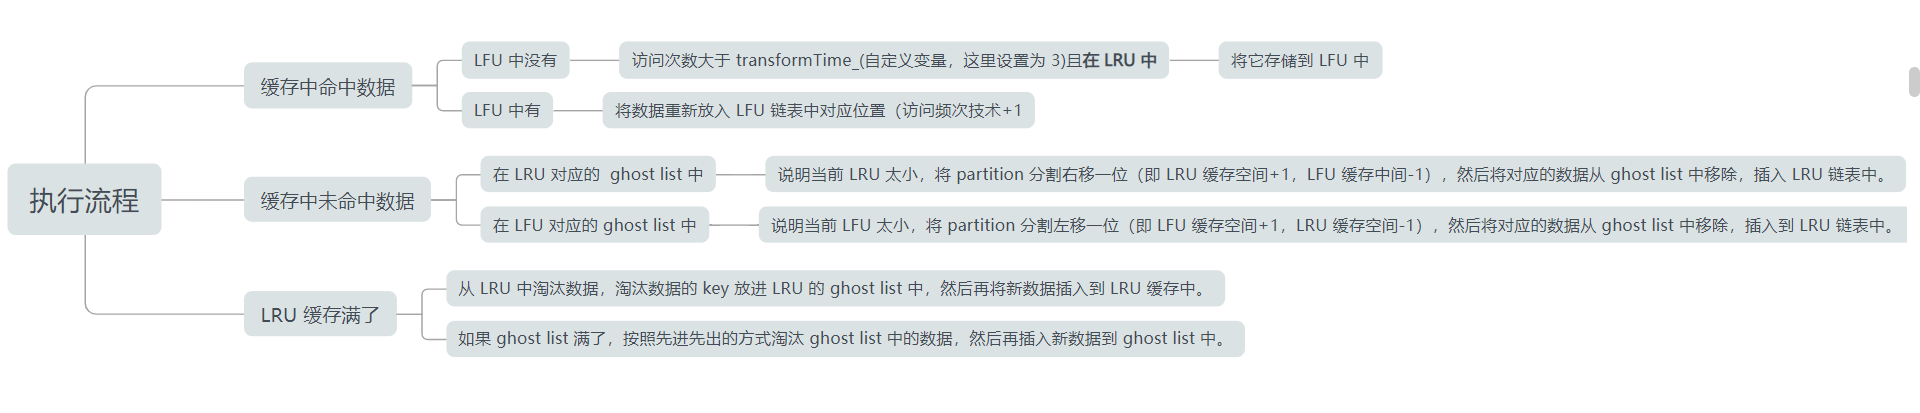 执行流程
缓存中命中数据
LFU 中没有
访问次数大于 transformTime_(自定义变量，这里设置为 3)且在 LRU 中
将它存储到 LFU 中
LFU 中有
将数据重新放入 LFU 链表中对应位置（访问频次技术+1
缓存中未命中数据
在 LRU 对应的 ghost list 中
说明当前 LRU 太小，将 partition 分割右移一位（即 LRU 缓存空间+1，LFU 缓存中间-1），然后将对应的数据从 ghost list 中移除，插入 LRU 链表中。
在 LFU 对应的 ghost list 中
说明当前 LFU 太小，将 partition 分割左移一位（即 LFU 缓存空间+1，LRU 缓存空间-1），然后将对应的数据从 ghost list 中移除，插入到 LRU 链表中。
LRU 缓存满了
从 LRU 中淘汰数据，淘汰数据的 key 放进 LRU 的 ghost list 中，然后再将新数据插入到 LRU 缓存中。
如果 ghost list 满了，按照先进先出的方式淘汰 ghost list 中的数据，然后再插入新数据到 ghost list 中。